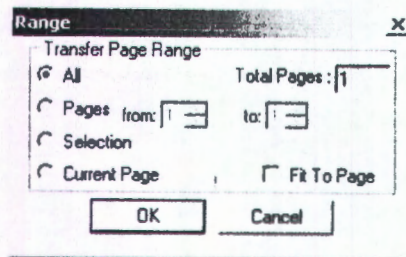 Range x
Transfer Page Range
All Total Pages : 1
Pages from: 1 to: 1
Selection
Current Page Fit To Page
OK Cancel